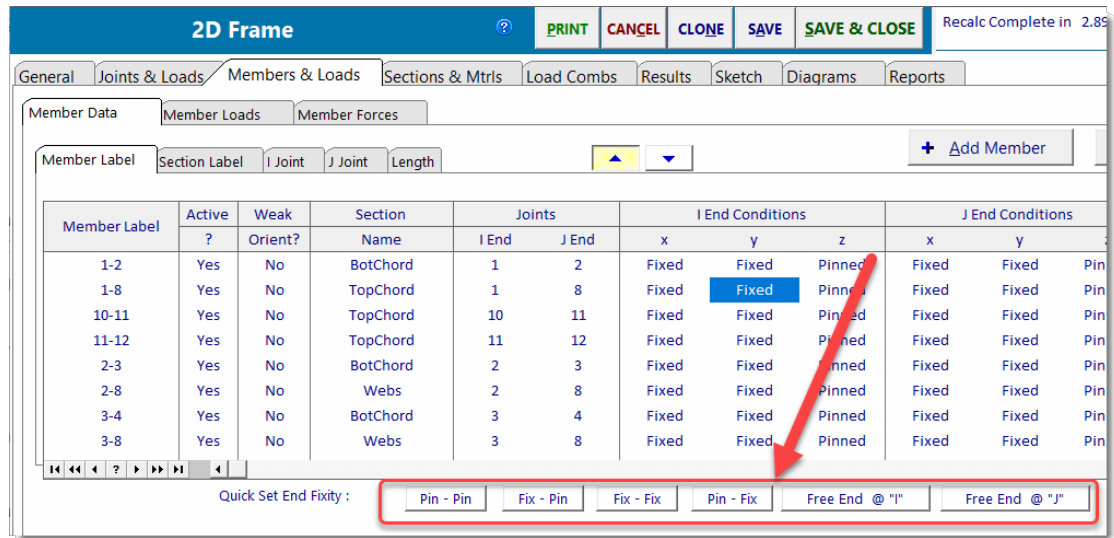 2D Frame ? PRINT CANCEL CLONE SAVE SAVE & CLOSE Recalc Complete in 2.89
General Joints & Loads Members & Loads Sections & Mtrls Load Combs Results Sketch Diagrams Reports
Member Data Member Loads Member Forces
+ Add Member
Member Label Section Label I Joint J Joint Length
Member Label Active Weak Section Joints I End Conditions J End Conditions
? Orient? Name I End J End x y z x y z
1-2 Yes No BotChord 1 2 Fixed Fixed Pinned Fixed Fixed Pin
1-8 Yes No TopChord 1 8 Fixed Fixed Pinned Fixed Fixed Pin
10-11 Yes No TopChord 10 11 Fixed Fixed Pinned Fixed Fixed Pin
11-12 Yes No TopChord 11 12 Fixed Fixed Pinned Fixed Fixed Pin
2-3 Yes No BotChord 2 3 Fixed Fixed Pinned Fixed Fixed Pin
2-8 Yes No Webs 2 8 Fixed Fixed Pinned Fixed Fixed Pin
3-4 Yes No BotChord 3 4 Fixed Fixed Pinned Fixed Fixed Pin
3-8 Yes No Webs 3 8 Fixed Fixed Pinned Fixed Fixed Pin
?
Quick Set End Fixity : Pin - Pin Fix - Pin Fix - Fix Pin - Fix Free End @ "I" Free End @ "J"